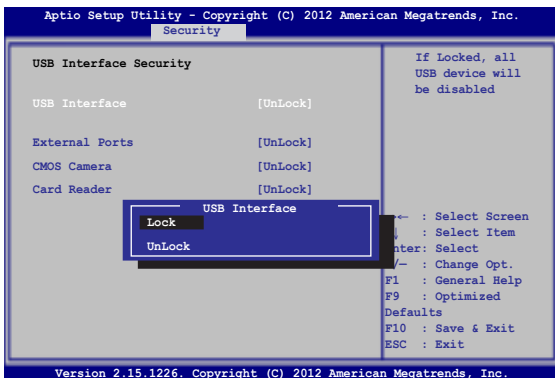 Aptio Setup Utility - Copyright (C) 2012 American Megatrends, Inc.
Security
USB Interface Security
USB Interface [UnLock]
External Ports [UnLock]
CMOS Camera [UnLock]
Card Reader [UnLock]
USB Interface
Lock
UnLock
If Locked, all
USB device will
be disabled
→← : Select Screen
: Select Item
nter: Select
/— : Change Opt.
F1 : General Help
F9 : Optimized
Defaults
F10 : Save & Exit
ESC : Exit
Version 2.15.1226. Copyright (C) 2012 American Megatrends, Inc.